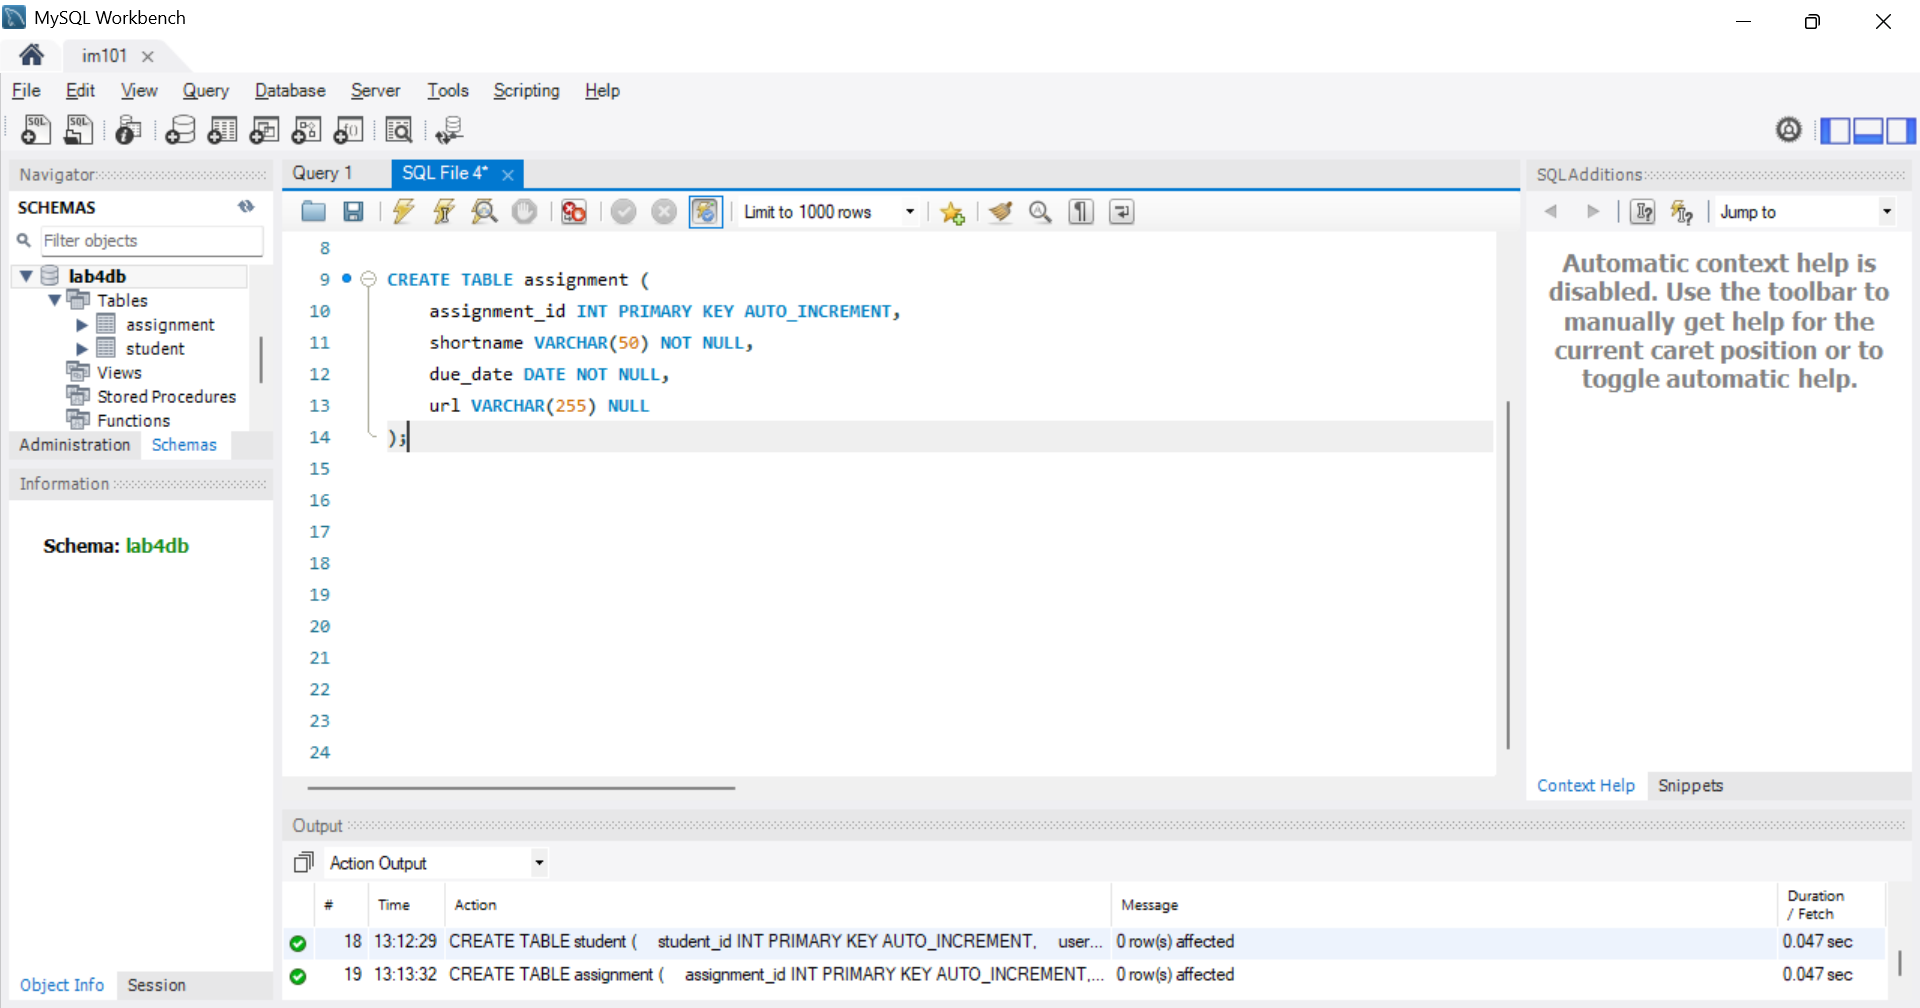 MySQL Workbench
im101
File Edit View Query Database Server Tools Scripting Help
Navigator
SCHEMAS
Filter objects
lab4db
Tables
assignment
student
Views
Stored Procedures
Functions
Administration Schemas
Information
Schema: lab4db
Object Info Session
Query 1 SQL File 4*
Limit to 1000 rows
8
9 CREATE TABLE assignment (
10 assignment_id INT PRIMARY KEY AUTO_INCREMENT,
11 shortname VARCHAR(50) NOT NULL,
12 due_date DATE NOT NULL,
13 url VARCHAR(255) NULL
14 );
15
16
17
18
19
20
21
22
23
24
SQLAdditions
Jump to
Automatic context help is
disabled. Use the toolbar to
manually get help for the
current caret position or to
toggle automatic help.
Context Help Snippets
Output
Action Output
# Time Action Message Duration / Fetch
18 13:12:29 CREATE TABLE student ( student_id INT PRIMARY KEY AUTO_INCREMENT, user... 0 row(s) affected 0.047 sec
19 13:13:32 CREATE TABLE assignment ( assignment_id INT PRIMARY KEY AUTO_INCREMENT,... 0 row(s) affected 0.047 sec